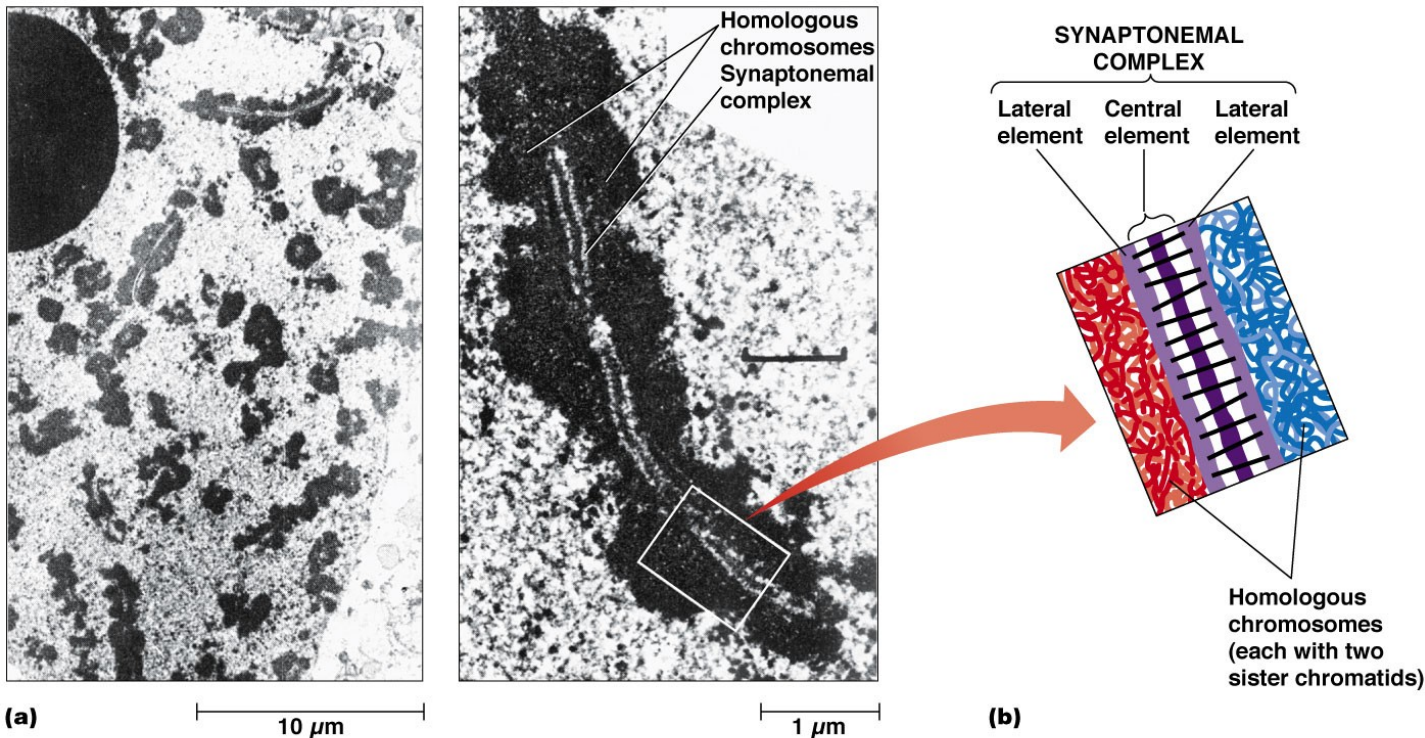 Homologous
chromosomes
Synaptonemal
complex
SYNAPTONEMAL
COMPLEX
Lateral
element
Central
element
Lateral
element
Homologous
chromosomes
(each with two
sister chromatids)
(a)
10 µm
1 µm
(b)